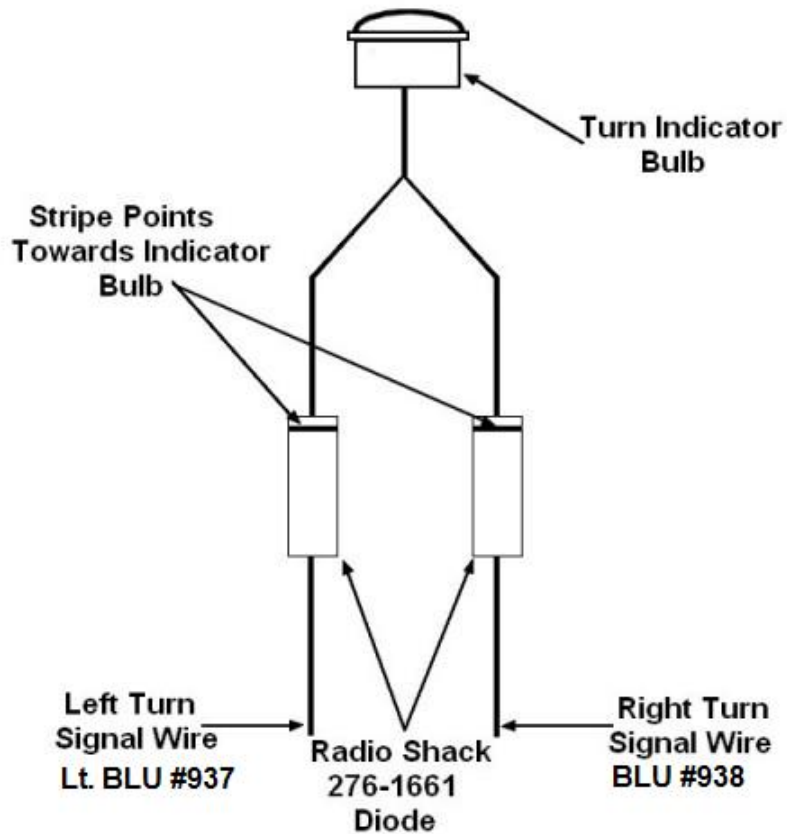 Turn Indicator
Bulb
Stripe Points
Towards Indicator
Bulb
Left Turn
Signal Wire
Lt. BLU #937
Radio Shack
276-1661
Diode
Right Turn
Signal Wire
BLU #938